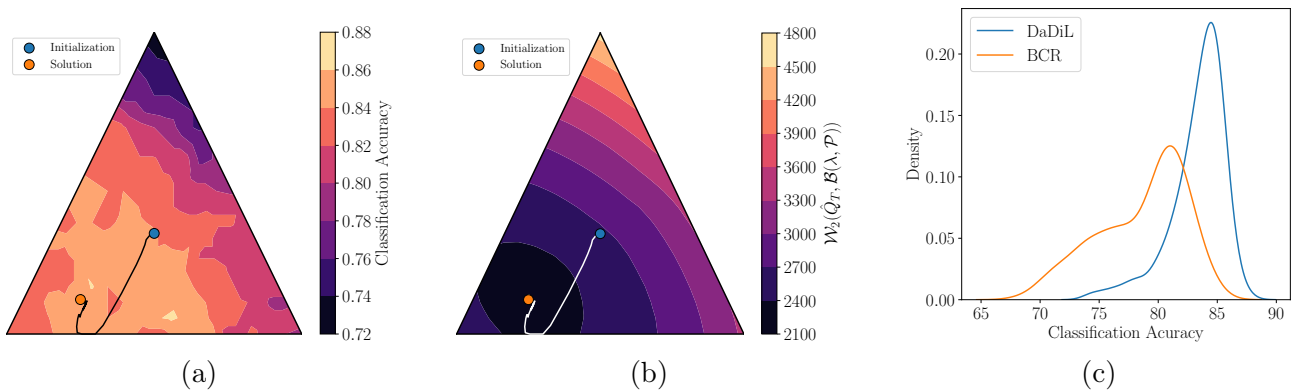 Initialization
Solution
0.88
0.86
0.84
0.82
0.80
0.78
0.76
0.74
0.72
Classification Accuracy
(a)
Initialization
Solution
4800
4500
4200
3900
3600
3300
3000
2700
2400
2100
𝒲₂(Q̂_T, ℬ(λ, 𝒫))
(b)
DaDiL
BCR
0.20
0.15
0.10
0.05
0.00
Density
65 70 75 80 85 90
Classification Acuracy
(c)